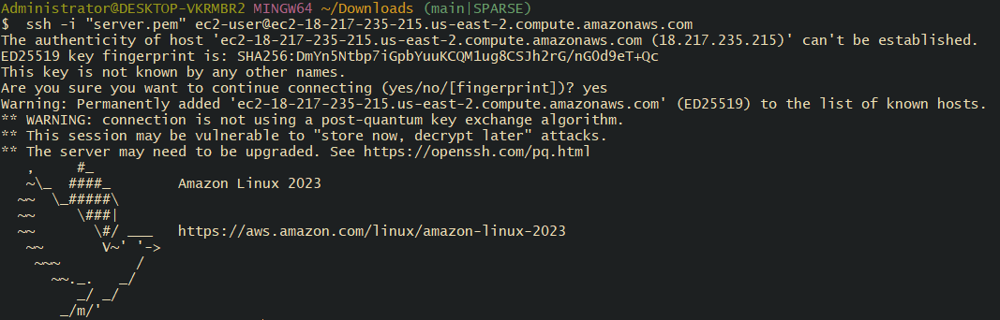 Administrator@DESKTOP-VKRMBR2 MINGW64 ~/Downloads (main|SPARSE)
$  ssh -i "server.pem" ec2-user@ec2-18-217-235-215.us-east-2.compute.amazonaws.com
The authenticity of host 'ec2-18-217-235-215.us-east-2.compute.amazonaws.com (18.217.235.215)' can't be established.
ED25519 key fingerprint is: SHA256:DmYn5Ntbp7iGpbYuuKCQM1ug8CSJh2rG/nG0d9eT+Qc
This key is not known by any other names.
Are you sure you want to continue connecting (yes/no/[fingerprint])? yes
Warning: Permanently added 'ec2-18-217-235-215.us-east-2.compute.amazonaws.com' (ED25519) to the list of known hosts.
** WARNING: connection is not using a post-quantum key exchange algorithm.
** This session may be vulnerable to "store now, decrypt later" attacks.
** The server may need to be upgraded. See https://openssh.com/pq.html
   ,     #_
   ~\_  ####_        Amazon Linux 2023
  ~~  \_#####\
  ~~     \###|
  ~~       \#/ ___   https://aws.amazon.com/linux/amazon-linux-2023
   ~~       V~' '->
    ~~~         /
      ~~._.   _/
         _/ _/
       _/m/'